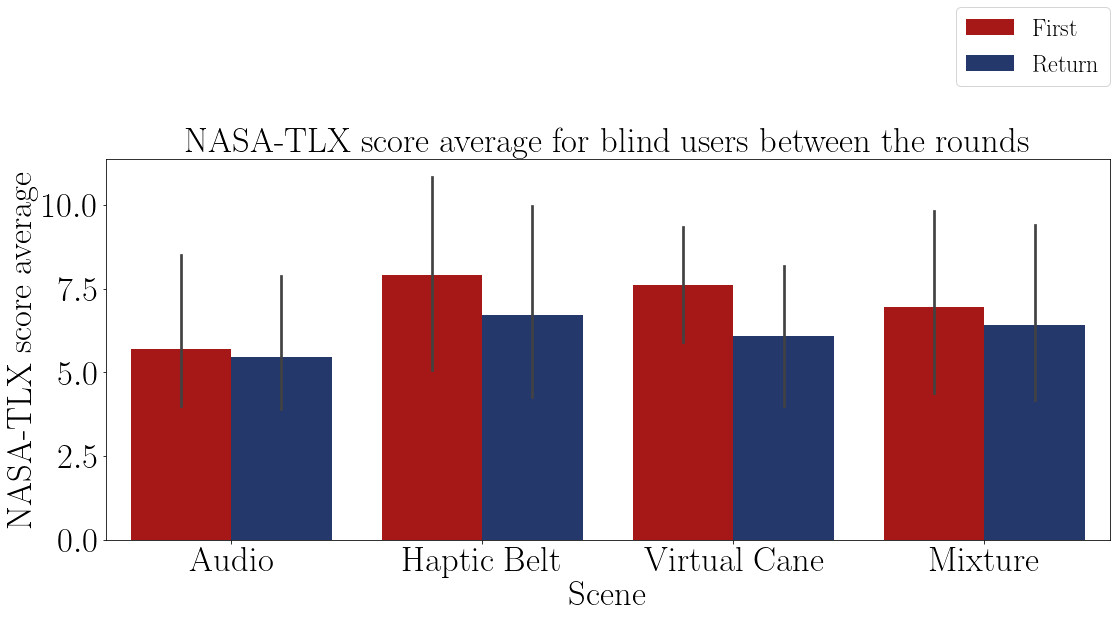 First
Return
NASA-TLX score average for blind users between the rounds
NASA-TLX score average
10.0
7.5
5.0
2.5
0.0
Audio
Haptic Belt
Virtual Cane
Mixture
Scene